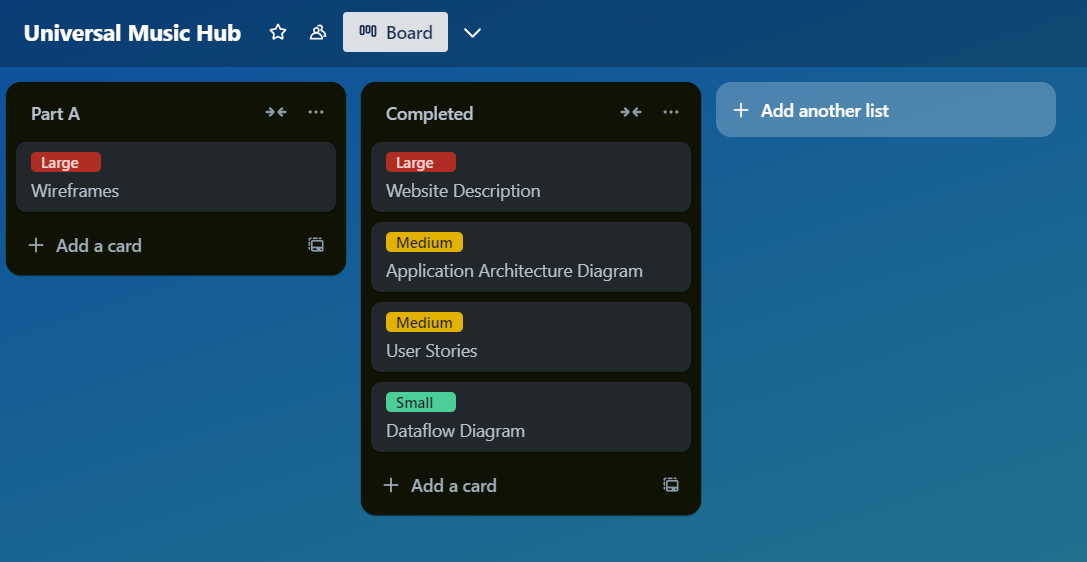 Universal Music Hub
Board
Part A
Large
Wireframes
Add a card
Completed
Large
Website Description
Medium
Application Architecture Diagram
Medium
User Stories
Small
Dataflow Diagram
Add a card
Add another list